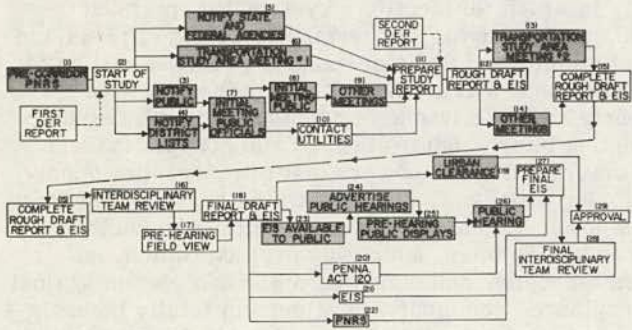 (5)
NOTIFY STATE
AND
FEDERAL AGENCIES
(6)
TRANSPORTATION
STUDY AREA MEETING #1
(1)
PRE-CORRIDOR
PNRS
(2)
START OF
STUDY
FIRST
DER REPORT
(3)
NOTIFY
PUBLIC
(4)
NOTIFY
DISTRICT
LISTS
(7)
INITIAL
MEETING
PUBLIC
OFFICIALS
(8)
INITIAL
MEETING
PUBLIC
(9)
OTHER
MEETINGS
(10)
CONTACT
UTILITIES
SECOND
DER
REPORT
(11)
PREPARE
STUDY
REPORT
(12)
ROUGH DRAFT
REPORT & EIS
(13)
TRANSPORTATION
STUDY AREA
MEETING #2
(14)
OTHER
MEETINGS
(15)
COMPLETE
ROUGH DRAFT
REPORT & EIS
(15)
COMPLETE
ROUGH DRAFT
REPORT & EIS
(16)
INTERDISCIPLINARY
TEAM REVIEW
(17)
PRE-HEARING
FIELD VIEW
(18)
FINAL DRAFT
REPORT & EIS
URBAN
CLEARANCE
(19)
(23)
EIS AVAILABLE
TO PUBLIC
(24)
ADVERTISE
PUBLIC HEARINGS
(25)
PRE-HEARING
PUBLIC DISPLAYS
(26)
PUBLIC
HEARING
(27)
PREPARE
FINAL
EIS
(29)
APPROVAL
(28)
FINAL
INTERDISCIPLINARY
TEAM REVIEW
(20)
PENNA.
ACT 120
(21)
EIS
(22)
PNRS